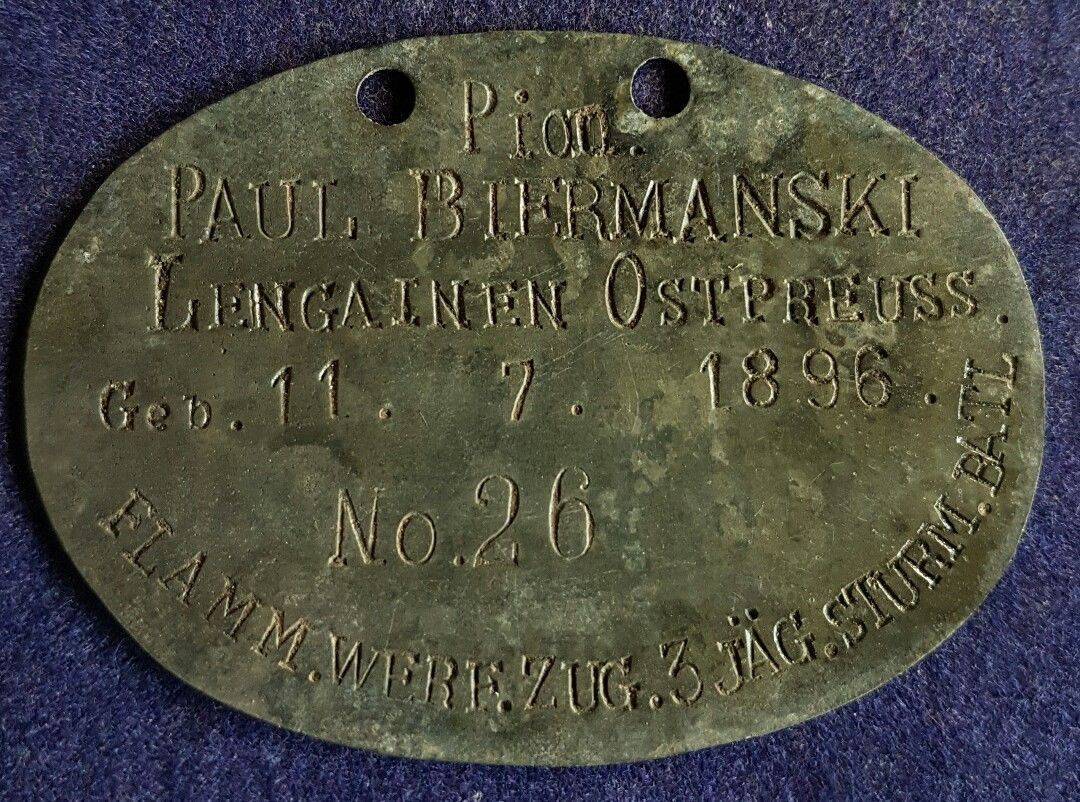 Pion.
PAUL BIERMANSKI
LENGAINEN OSTPREUSS.
Geb. 11. 7. 1896.
No. 26
FLAMM.WERF.ZUG.3 JÄG.STURM.BATL